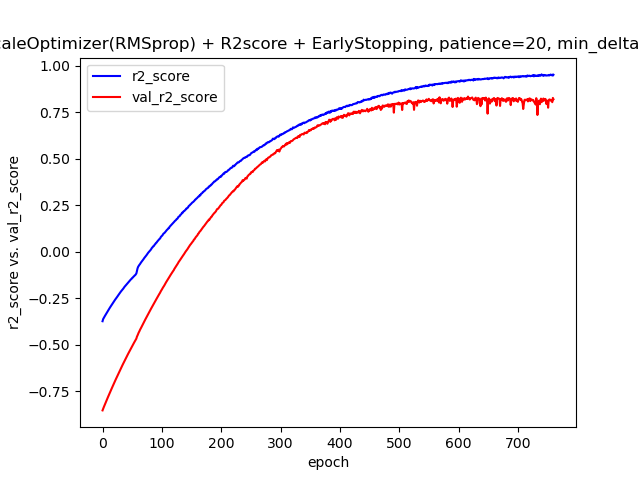 caleOptimizer(RMSprop) + R2score + EarlyStopping, patience=20, min_delta
r2_score
val_r2_score
r2_score vs. val_r2_score
1.00
0.75
0.50
0.25
0.00
−0.25
−0.50
−0.75
0 100 200 300 400 500 600 700
epoch